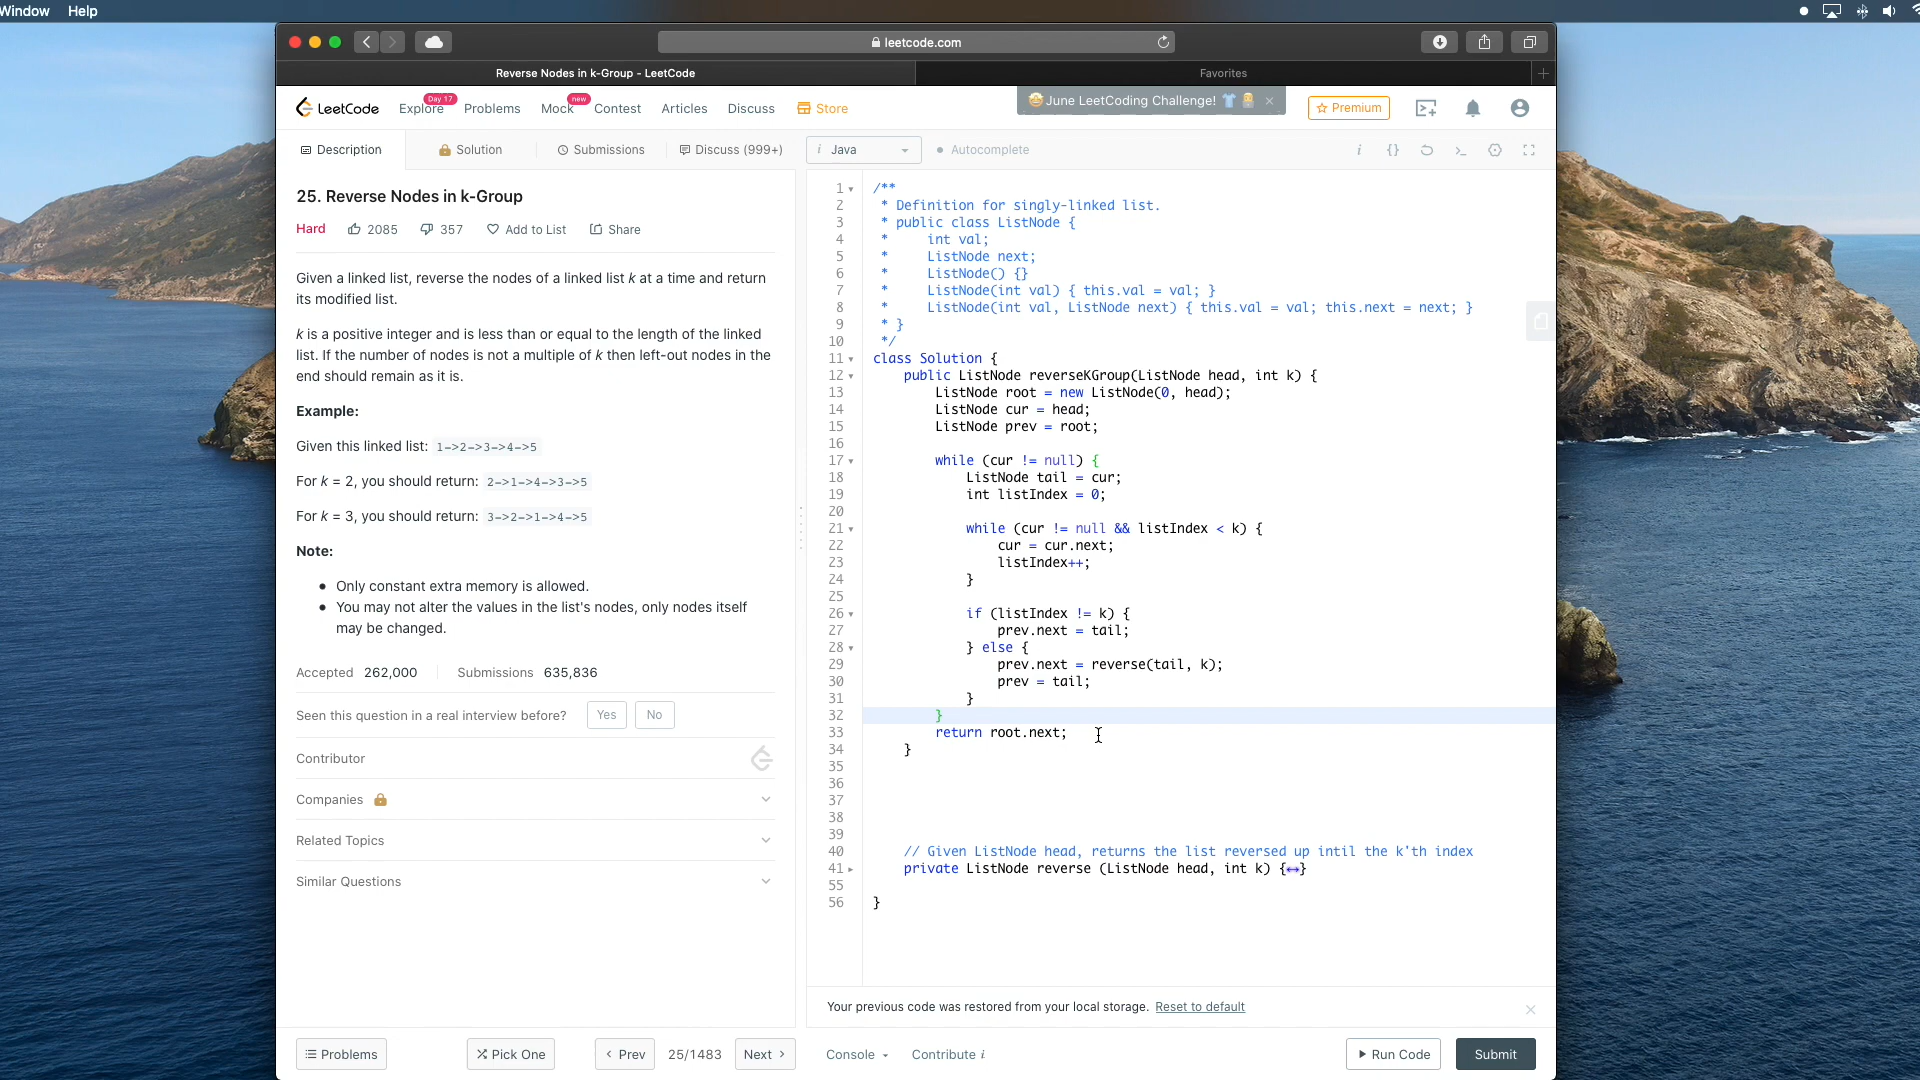 Window Help
leetcode.com
Reverse Nodes in k-Group - LeetCode
Favorites
LeetCode Explore Day 17 Problems Mock new Contest Articles Discuss Store
🤩June LeetCoding Challenge! 👕
Premium
Description
Solution
Submissions
Discuss (999+)
i Java
Autocomplete
i {}
25. Reverse Nodes in k-Group
Hard 2085 357 Add to List Share
Given a linked list, reverse the nodes of a linked list k at a time and return
its modified list.
k is a positive integer and is less than or equal to the length of the linked
list. If the number of nodes is not a multiple of k then left-out nodes in the
end should remain as it is.
Example:
Given this linked list: 1->2->3->4->5
For k = 2, you should return: 2->1->4->3->5
For k = 3, you should return: 3->2->1->4->5
Note:
Only constant extra memory is allowed.
You may not alter the values in the list's nodes, only nodes itself
may be changed.
Accepted 262,000 Submissions 635,836
Seen this question in a real interview before? Yes No
Contributor
Companies
Related Topics
Similar Questions
1 /**
2 * Definition for singly-linked list.
3 * public class ListNode {
4 *     int val;
5 *     ListNode next;
6 *     ListNode() {}
7 *     ListNode(int val) { this.val = val; }
8 *     ListNode(int val, ListNode next) { this.val = val; this.next = next; }
9 * }
10 */
11 class Solution {
12     public ListNode reverseKGroup(ListNode head, int k) {
13         ListNode root = new ListNode(0, head);
14         ListNode cur = head;
15         ListNode prev = root;
16
17         while (cur != null) {
18             ListNode tail = cur;
19             int listIndex = 0;
20
21             while (cur != null && listIndex < k) {
22                 cur = cur.next;
23                 listIndex++;
24             }
25
26             if (listIndex != k) {
27                 prev.next = tail;
28             } else {
29                 prev.next = reverse(tail, k);
30                 prev = tail;
31             }
32         }
33         return root.next;
34     }
35
36
37
38
39
40     // Given ListNode head, returns the list reversed up intil the k'th index
41     private ListNode reverse (ListNode head, int k) {↔}
55
56 }
Your previous code was restored from your local storage. Reset to default
Problems
Pick One
Prev 25/1483 Next
Console
Contribute i
Run Code
Submit